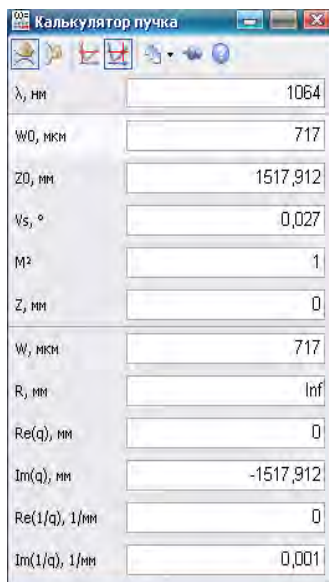 Калькулятор пучка
λ, нм 1064
W0, мкм 717
Z0, мм 1517,912
Vs, ° 0,027
M² 1
Z, мм 0
W, мкм 717
R, мм Inf
Re(q), мм 0
Im(q), мм -1517,912
Re(1/q), 1/мм 0
Im(1/q), 1/мм 0,001